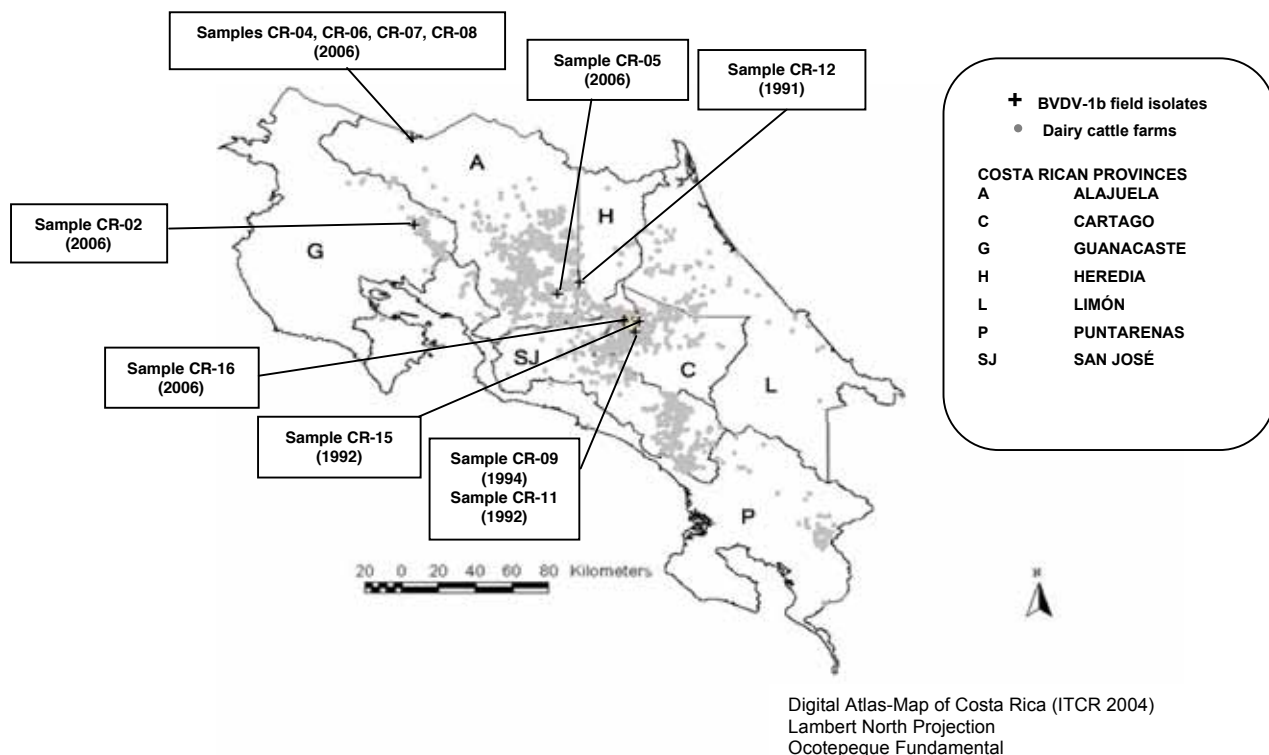 Samples CR-04, CR-06, CR-07, CR-08
(2006)
Sample CR-05
(2006)
Sample CR-12
(1991)
+ BVDV-1b field isolates
Dairy cattle farms
COSTA RICAN PROVINCES
A ALAJUELA
C CARTAGO
G GUANACASTE
H HEREDIA
L LIMÓN
P PUNTARENAS
SJ SAN JOSÉ
A
H
Sample CR-02
(2006)
G
SJ
C
L
Sample CR-16
(2006)
Sample CR-15
(1992)
Sample CR-09
(1994)
Sample CR-11
(1992)
P
20 0 20 40 60 80 Kilometers
N
Digital Atlas-Map of Costa Rica (ITCR 2004)
Lambert North Projection
Ocotepeque Fundamental